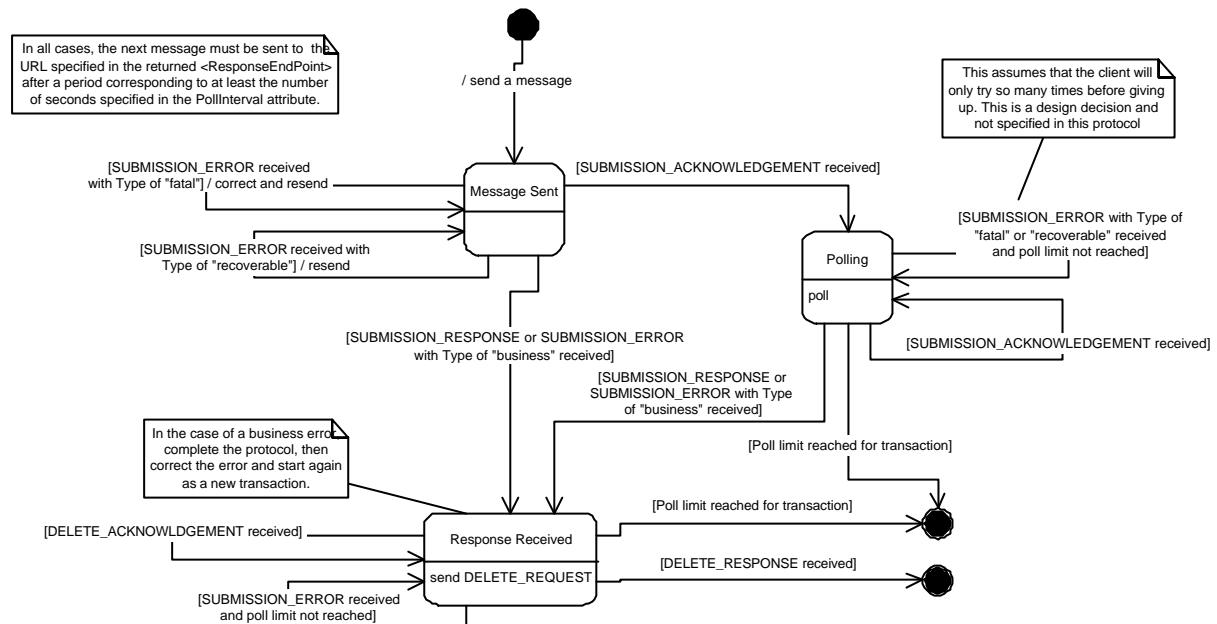 In all cases, the next message must be sent to the
URL specified in the returned <ResponseEndPoint>
after a period corresponding to at least the number
of seconds specified in the PollInterval attribute.
/ send a message
This assumes that the client will
only try so many times before giving
up. This is a design decision and
not specified in this protocol
[SUBMISSION_ERROR received
with Type of "fatal"] / correct and resend
Message Sent
[SUBMISSION_ACKNOWLEDGEMENT received]
[SUBMISSION_ERROR received with
Type of "recoverable"] / resend
[SUBMISSION_ERROR with Type of
"fatal" or "recoverable" received
and poll limit not reached]
Polling
poll
[SUBMISSION_RESPONSE or SUBMISSION_ERROR
with Type of "business" received]
[SUBMISSION_ACKNOWLEDGEMENT received]
[SUBMISSION_RESPONSE or
SUBMISSION_ERROR with Type
of "business" received]
[Poll limit reached for transaction]
In the case of a business error,
complete the protocol, then
correct the error and start again
as a new transaction.
[DELETE_ACKNOWLDGEMENT received]
Response Received
send DELETE_REQUEST
[Poll limit reached for transaction]
[DELETE_RESPONSE received]
[SUBMISSION_ERROR received
and poll limit not reached]